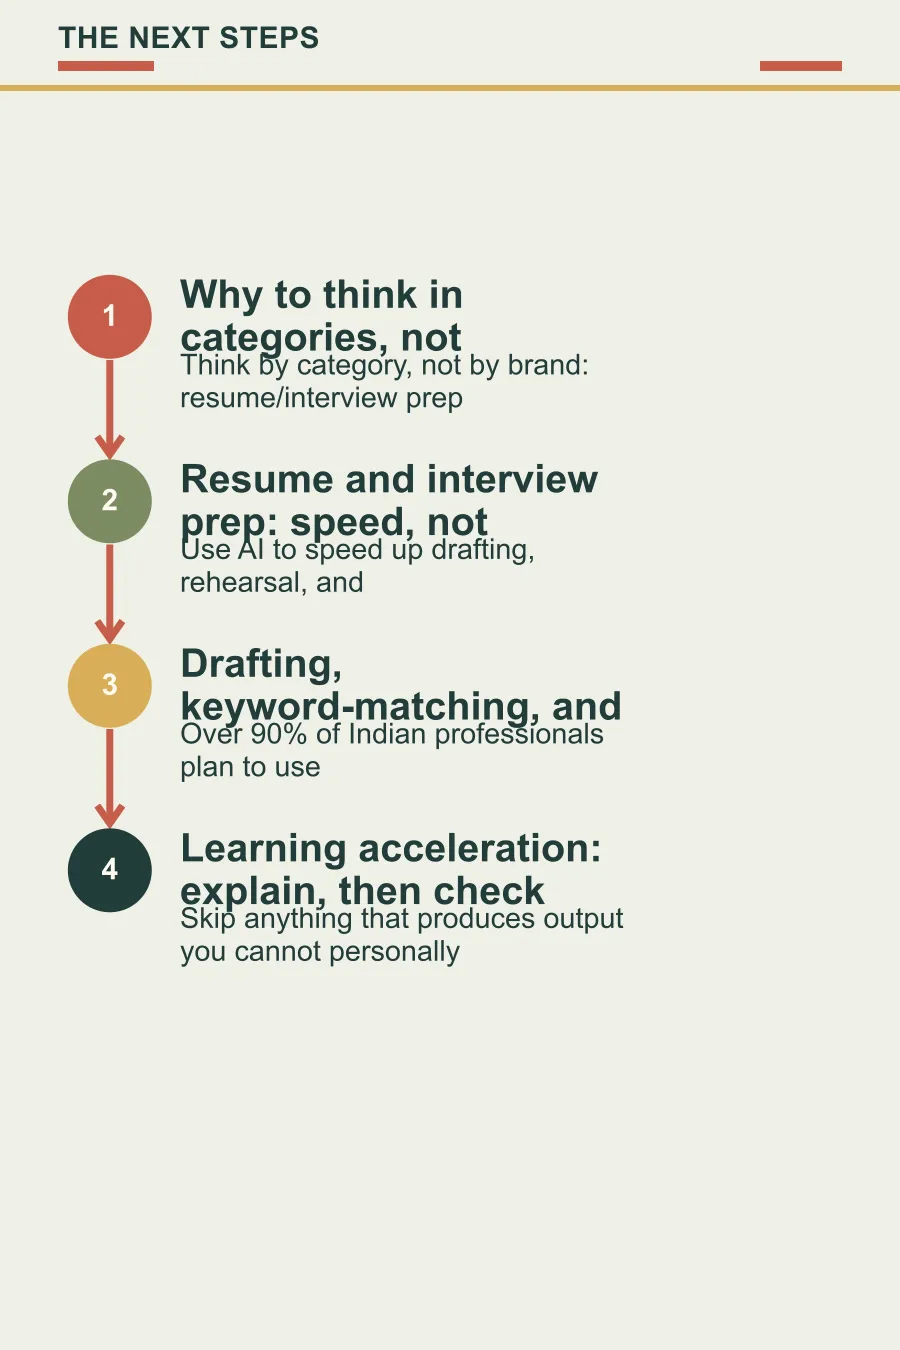 THE NEXT STEPS
1
Why to think in
categories, not
Think by category, not by brand:
resume/interview prep
2
Resume and interview
prep: speed, not
Use AI to speed up drafting,
rehearsal, and
3
Drafting,
keyword-matching, and
Over 90% of Indian professionals
plan to use
4
Learning acceleration:
explain, then check
Skip anything that produces output
you cannot personally